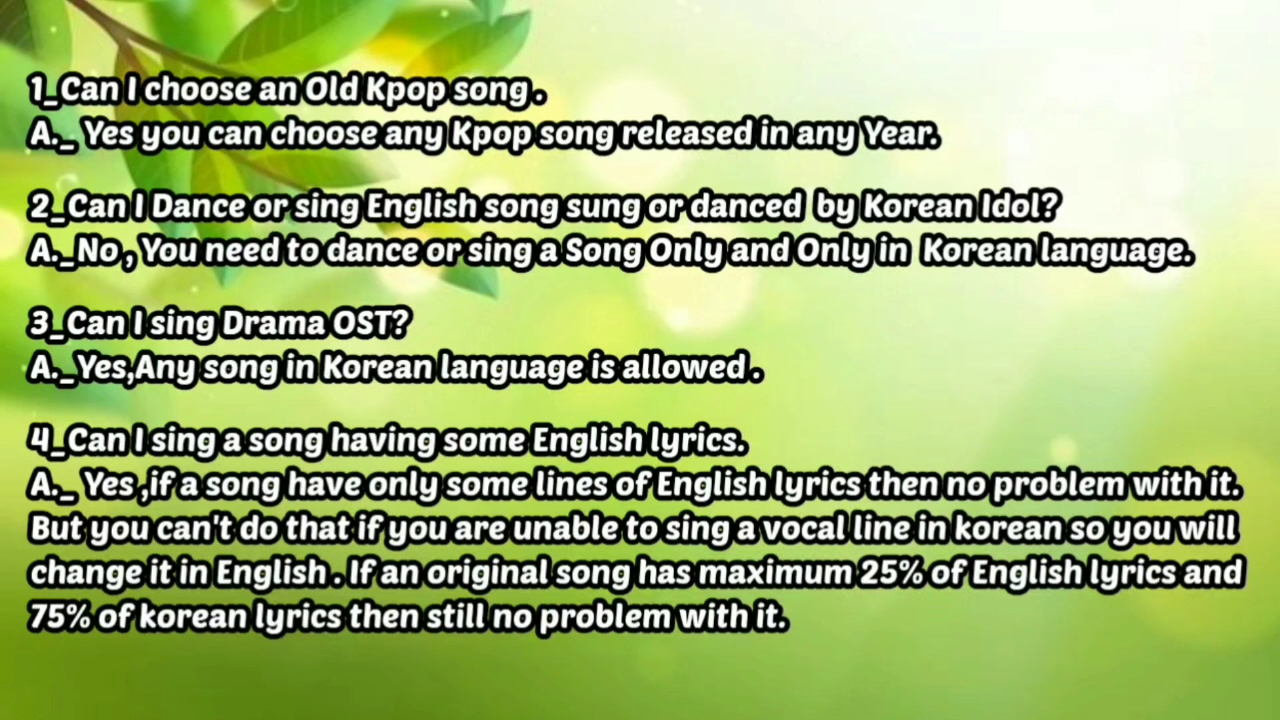 1_Can I choose an Old Kpop song .
A._ Yes you can choose any Kpop song released in any Year.
2_Can I Dance or sing English song sung or danced by Korean Idol?
A._No , You need to dance or sing a Song Only and Only in Korean language.
3_Can I sing Drama OST?
A._Yes,Any song in Korean language is allowed .
4_Can I sing a song having some English lyrics.
A._ Yes ,if a song have only some lines of English lyrics then no problem with it.
But you can't do that if you are unable to sing a vocal line in korean so you will
change it in English . If an original song has maximum 25% of English lyrics and
75% of korean lyrics then still no problem with it.